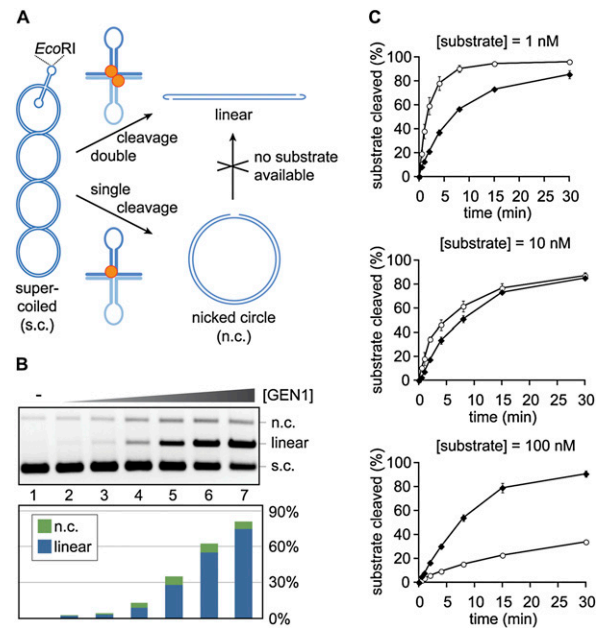 A
EcoRI
cleavage
double
linear
single
cleavage
no substrate
available
super-
coiled
(s.c.)
nicked circle
(n.c.)
B
- [GEN1]
n.c.
linear
s.c.
1 2 3 4 5 6 7
n.c.
linear
90%
60%
30%
0%
C
[substrate] = 1 nM
substrate cleaved (%)
100
80
60
40
20
0
0 5 10 15 20 25 30
time (min)
[substrate] = 10 nM
substrate cleaved (%)
100
80
60
40
20
0
0 5 10 15 20 25 30
time (min)
[substrate] = 100 nM
substrate cleaved (%)
100
80
60
40
20
0
0 5 10 15 20 25 30
time (min)